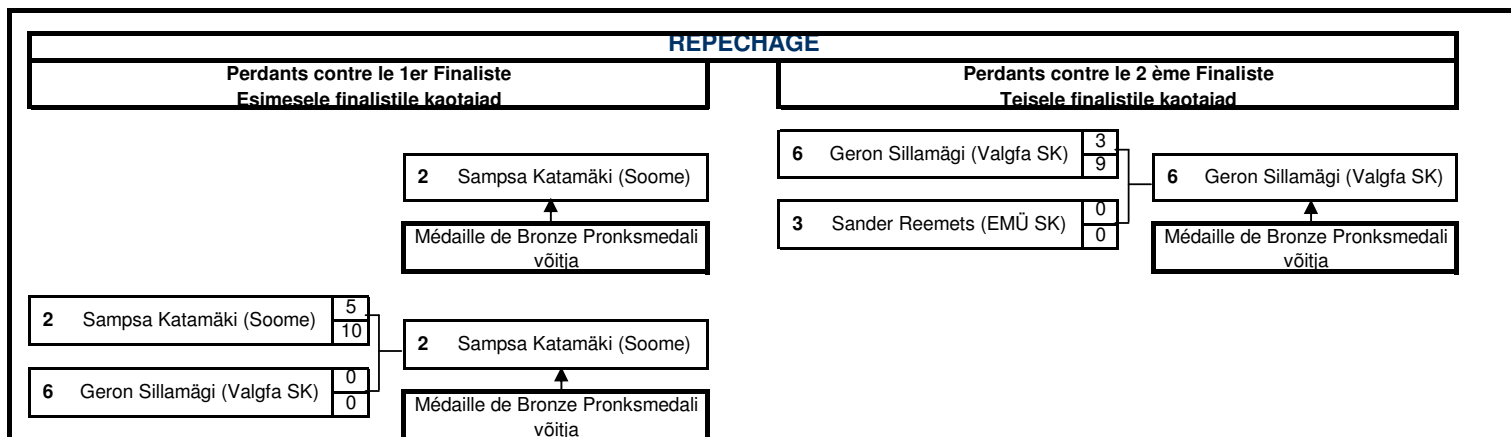 REPECHAGE
Perdants contre le 1er Finaliste
Esimesele finalistile kaotajad
Perdants contre le 2 ème Finaliste
Teisele finalistile kaotajad
2 Sampsa Katamäki (Soome)
Médaille de Bronze Pronksmedali
võitja
6 Geron Sillamägi (Valgfa SK) 3
9
3 Sander Reemets (EMÜ SK) 0
0
6 Geron Sillamägi (Valgfa SK)
Médaille de Bronze Pronksmedali
võitja
2 Sampsa Katamäki (Soome) 5
10
6 Geron Sillamägi (Valgfa SK) 0
0
2 Sampsa Katamäki (Soome)
Médaille de Bronze Pronksmedali
võitja